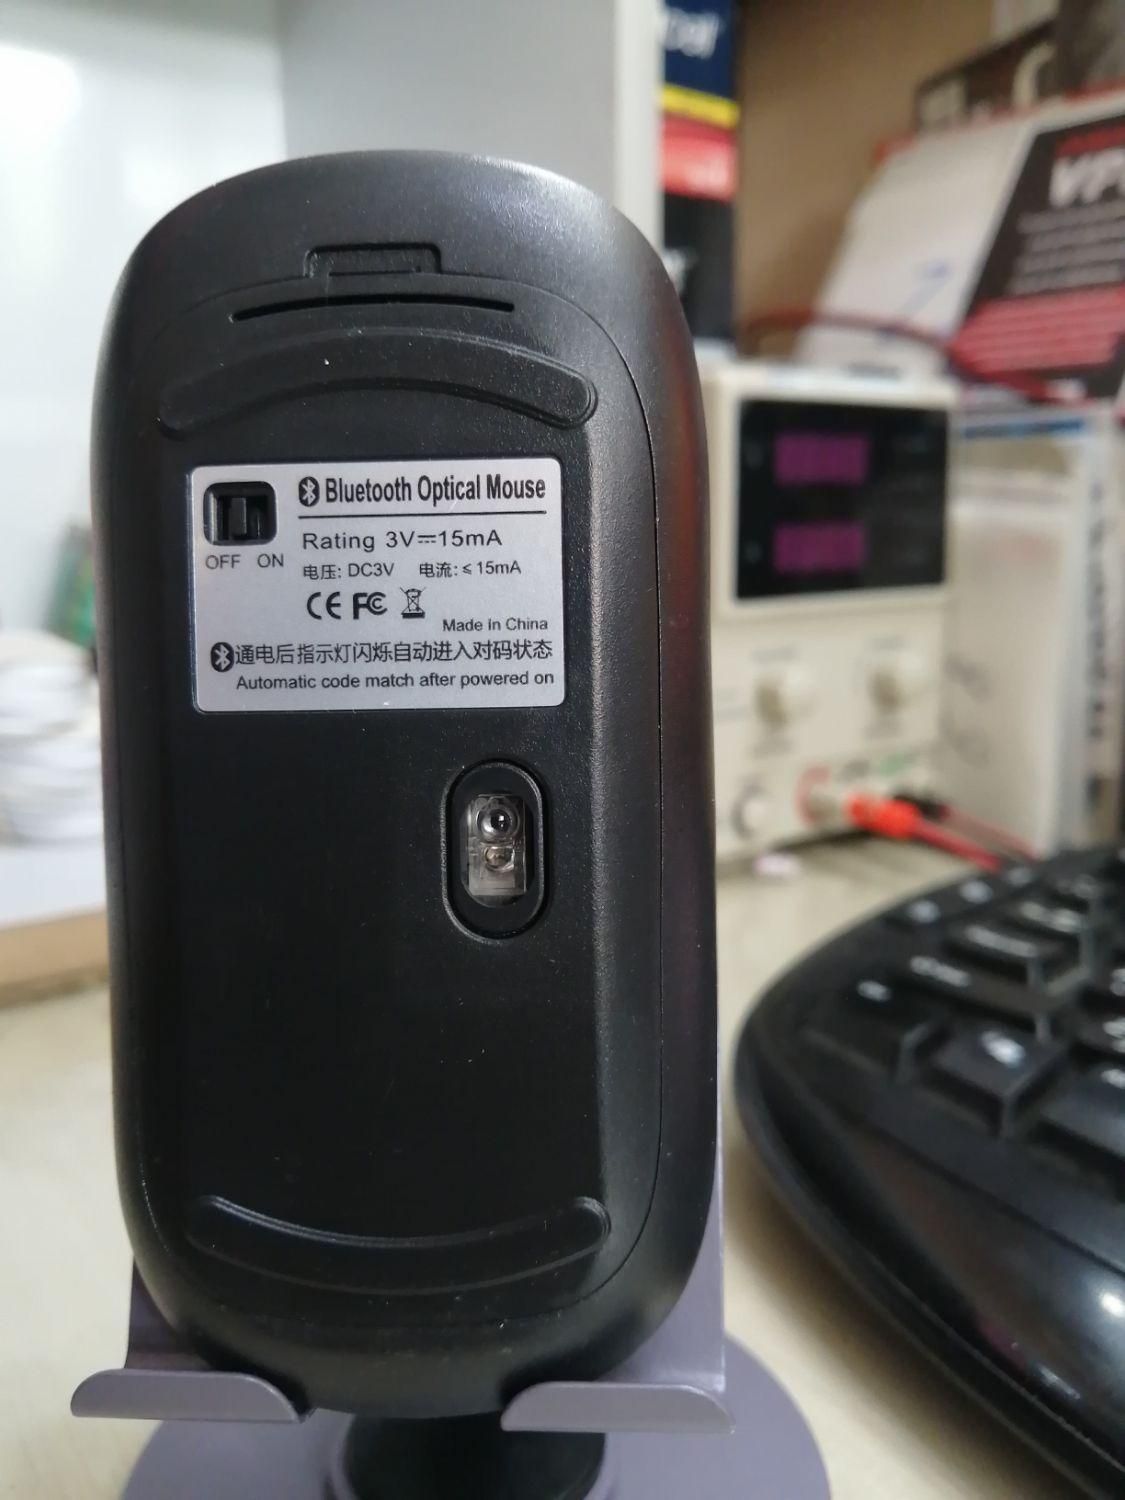 Bluetooth Optical Mouse
Rating 3V⎓15mA
OFF ON
电压: DC3V 电流: ≤ 15mA
CE FC
Made In China
通电后指示灯闪烁自动进入对码状态
Automatic code match after powered on